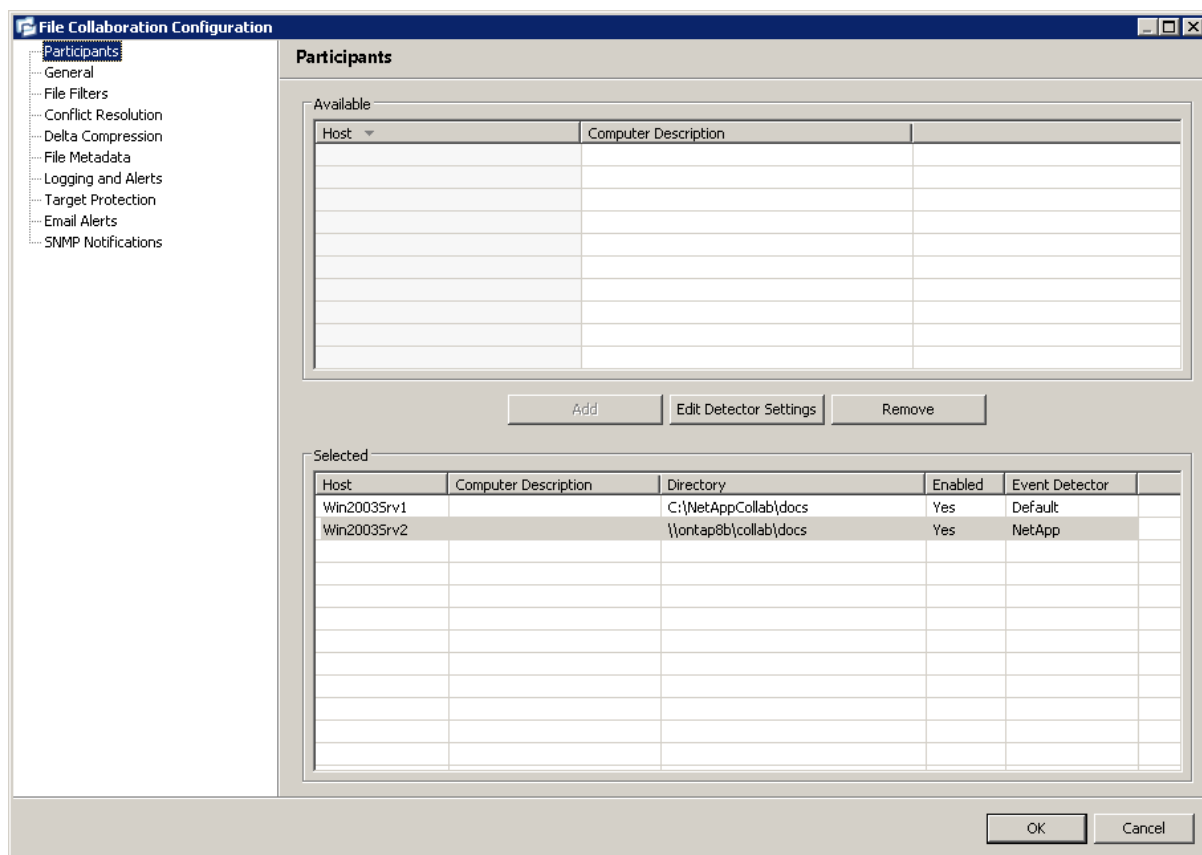 File Collaboration Configuration
Participants
General
File Filters
Conflict Resolution
Delta Compression
File Metadata
Logging and Alerts
Target Protection
Email Alerts
SNMP Notifications
Participants
Available
Host Computer Description
Add Edit Detector Settings Remove
Selected
Host Computer Description Directory Enabled Event Detector
Win2003Srv1 C:\NetAppCollab\docs Yes Default
Win2003Srv2 \\ontap8b\collab\docs Yes NetApp
OK Cancel